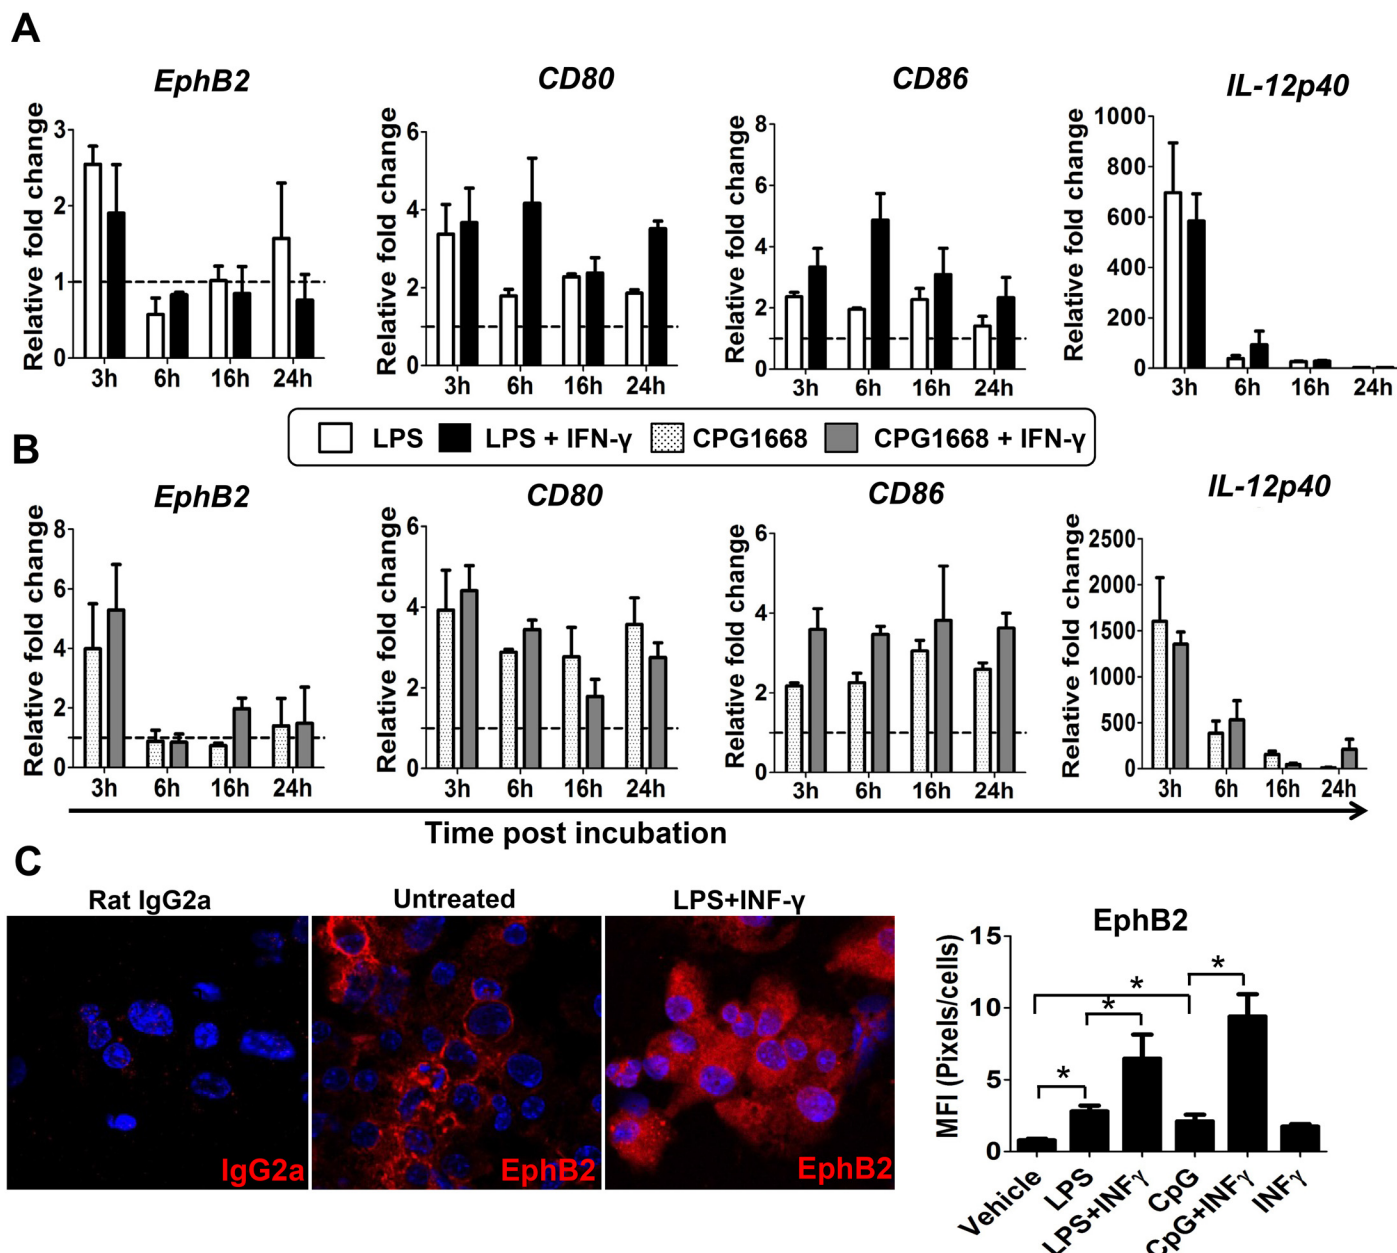 A
EphB2
CD80
CD86
IL-12p40
Relative fold change
3
2
1
0
3h 6h 16h 24h
Relative fold change
6
4
2
0
3h 6h 16h 24h
Relative fold change
8
6
4
2
0
3h 6h 16h 24h
Relative fold change
1000
800
600
400
200
0
3h 6h 16h 24h
LPS LPS + IFN-γ CPG1668 CPG1668 + IFN-γ
B
EphB2
CD80
CD86
IL-12p40
Relative fold change
8
6
4
2
0
3h 6h 16h 24h
Relative fold change
6
4
2
0
3h 6h 16h 24h
Relative fold change
6
4
2
0
3h 6h 16h 24h
Relative fold change
2500
2000
1500
1000
500
0
3h 6h 16h 24h
Time post incubation
C
Rat IgG2a
Untreated
LPS+INF-γ
IgG2a
EphB2
EphB2
EphB2
MFI (Pixels/cells)
15
10
5
0
* * * *
Vehicle
LPS
LPS+INFγ
CpG
CpG+INFγ
INFγ